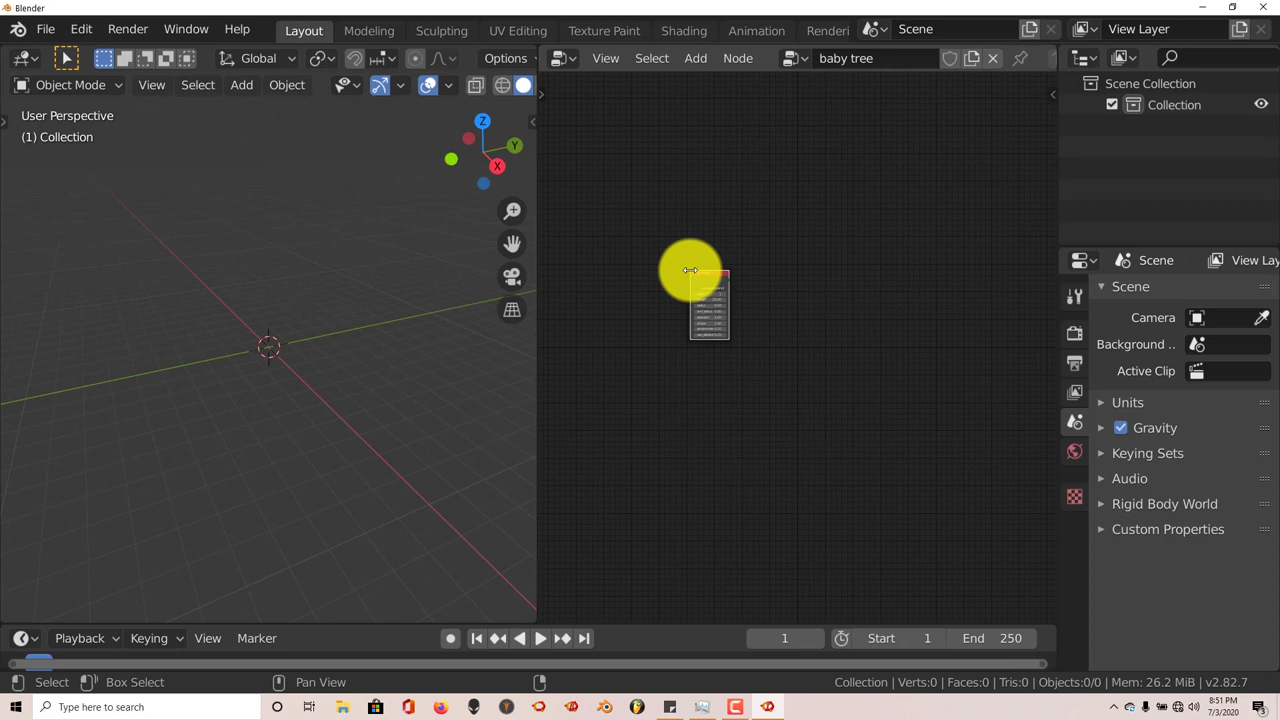 Blender
File Edit Render Window Help Layout Modeling Sculpting UV Editing Texture Paint Shading Animation Renderi Scene View Layer
Global Options View Select Add Node baby tree
Object Mode View Select Add Object Scene Collection
Collection
User Perspective
(1) Collection
Z
Y
X
Scene View Lay
Scene
Camera
Background ..
Active Clip
Units
Gravity
Keying Sets
Audio
Rigid Body World
Custom Properties
Playback Keying View Marker 1 Start 1 End 250
Select Box Select Pan View Collection | Verts:0 | Faces:0 | Tris:0 | Objects:0/0 | Mem: 26.2 MiB | v2.82.7
Type here to search
8:51 PM
7/3/2020